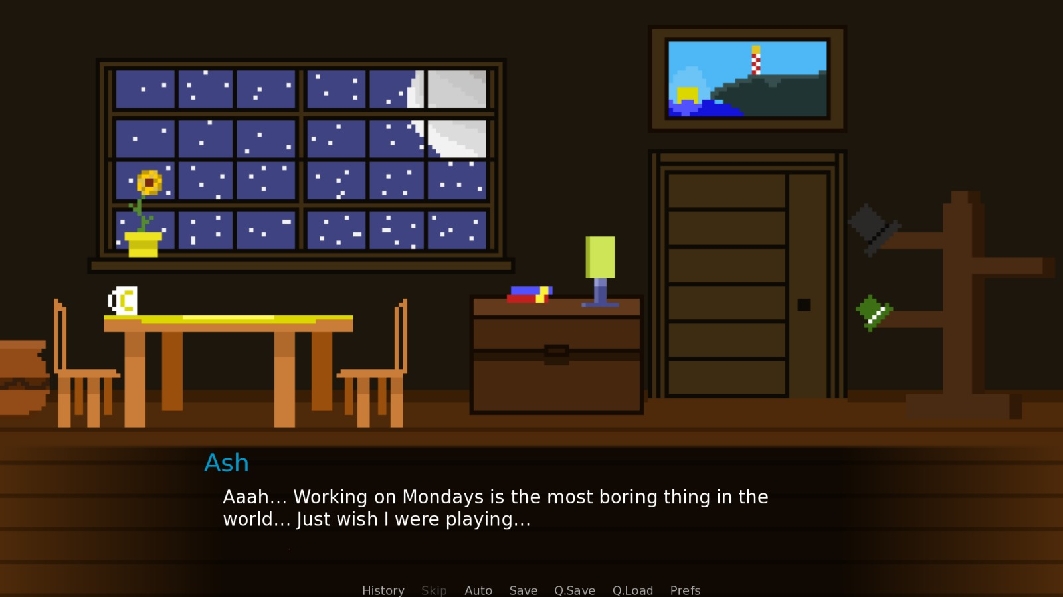 Ash
Aaah... Working on Mondays is the most boring thing in the
world... Just wish I were playing...
History Skip Auto Save Q.Save Q.Load Prefs